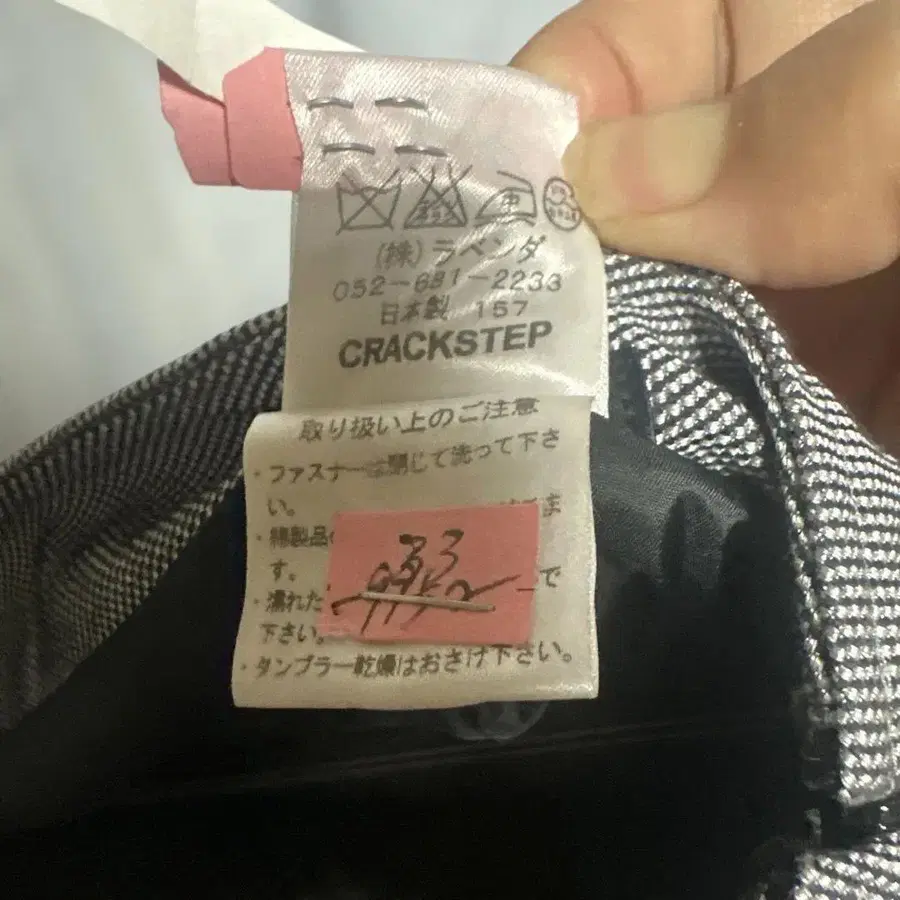 (株)ラベンダ
052-681-2233
日本製 157
CRACKSTEP
取り扱い上のご注意
・ファスナーは閉じて洗って下さ
い。 ま
・綿製品の
す。
・濡れた で
下さい。
・タンブラー乾燥はおさけ下さい。
33